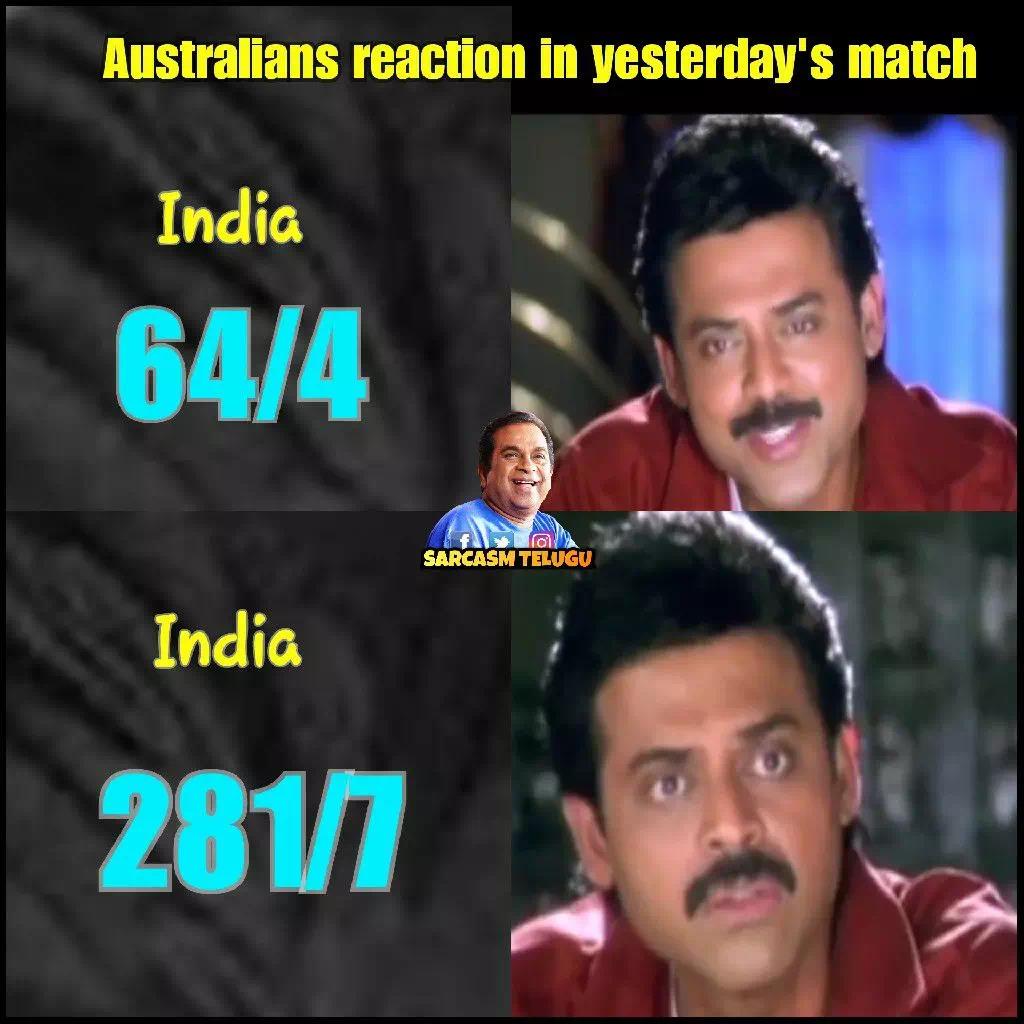 Australians reaction in yesterday's match
India
64/4
SARCASM TELUGU
India
281/7